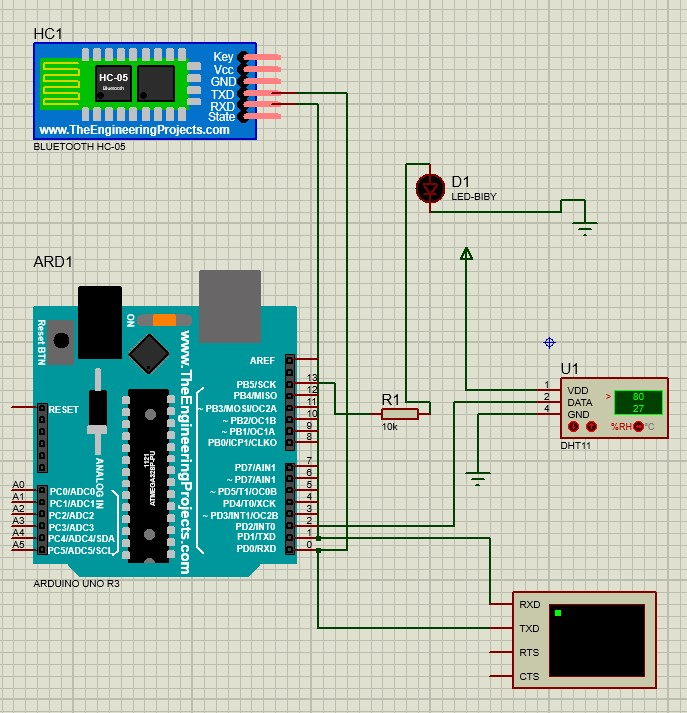 HC1
HC-05
Bluetooth
Key
Vcc
GND
TXD
RXD
State
www.TheEngineeringProjects.com
BLUETOOTH HC-05
D1
LED-BIBY
ARD1
Reset BTN
ON
www.TheEngineeringProjects.com
ANALOG IN
1121
ATMEGA328P-PU
RESET
A0 PC0/ADC0
A1 PC1/ADC1
A2 PC2/ADC2
A3 PC3/ADC3
A4 PC4/ADC4/SDA
A5 PC5/ADC5/SCL
AREF
PB5/SCK 13
PB4/MISO 12
~ PB3/MOSI/OC2A 11
~ PB2/OC1B 10
~ PB1/OC1A 9
PB0/ICP1/CLKO 8
PD7/AIN1 7
~ PD7/AIN1 6
~ PD5/T1/OC0B 5
PD4/T0/XCK 4
~ PD3/INT1/OC2B 3
PD2/INT0 2
PD1/TXD 1
PD0/RXD 0
ARDUINO UNO R3
R1
10k
U1
1 VDD
2 DATA
4 GND
> 80
27
%RH °C
DHT11
RXD
TXD
RTS
CTS